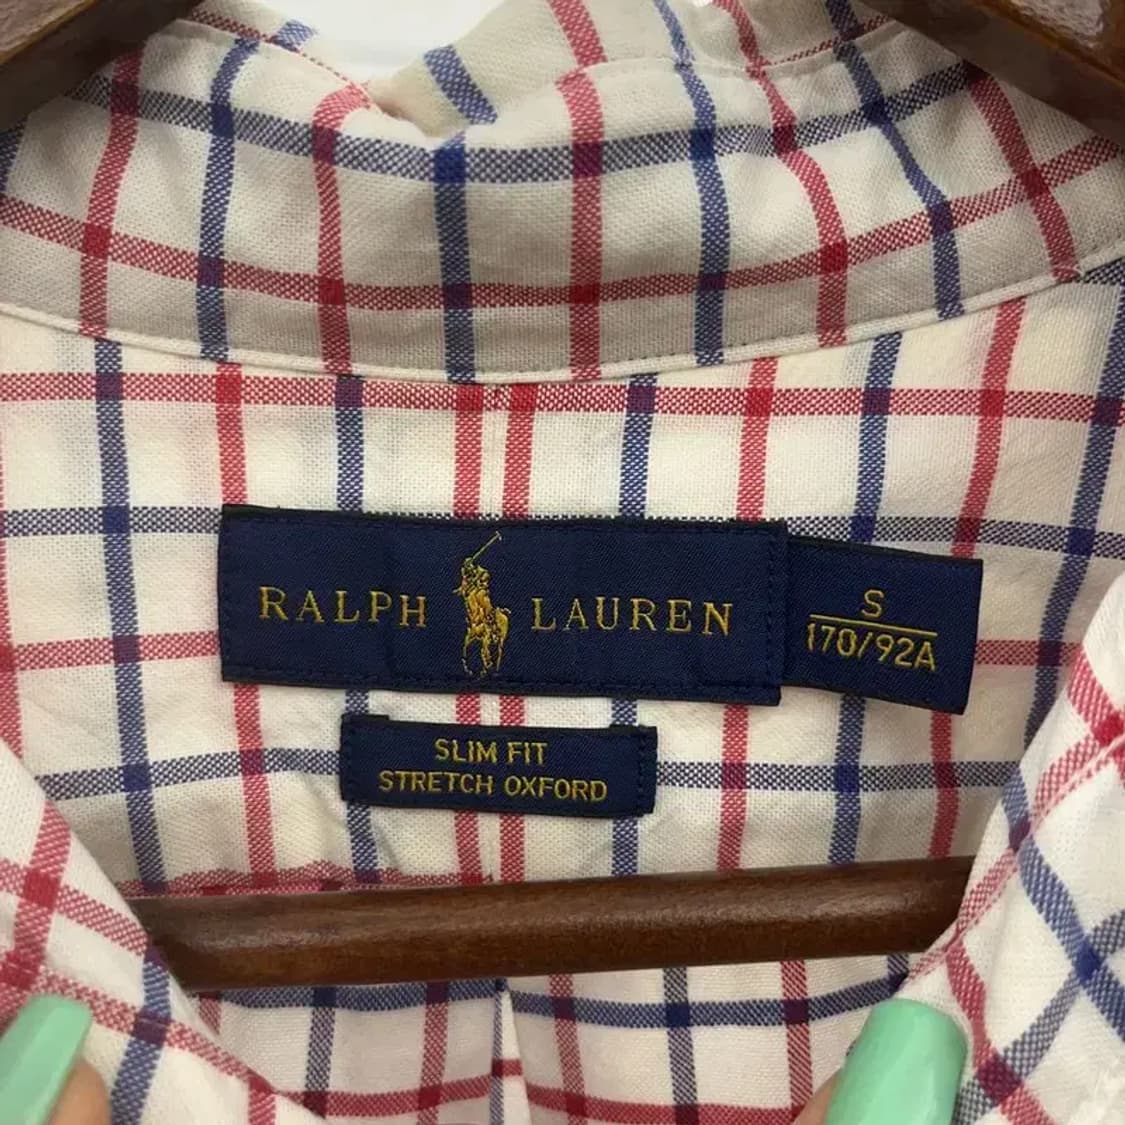 RALPH LAUREN
S
170/92A
SLIM FIT
STRETCH OXFORD